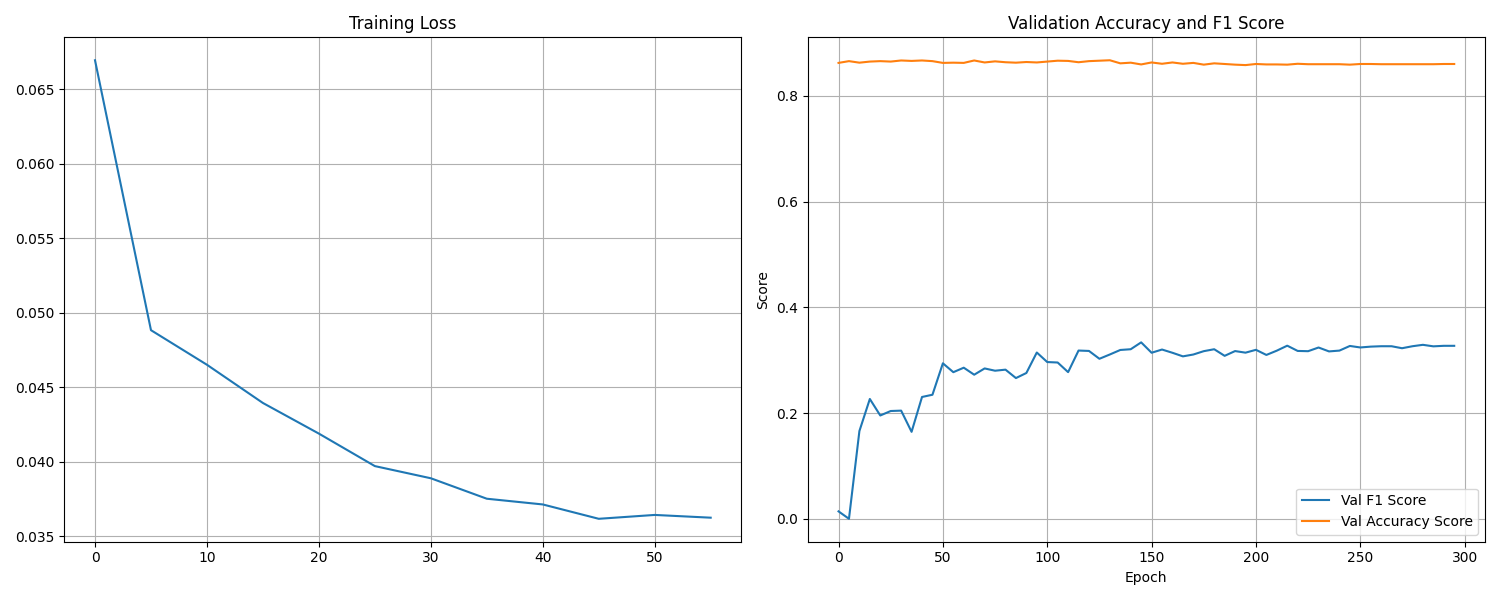 Training Loss
0.065
0.060
0.055
0.050
0.045
0.040
0.035
0 10 20 30 40 50
Validation Accuracy and F1 Score
Score
0.8
0.6
0.4
0.2
0.0
Val F1 Score
Val Accuracy Score
0 50 100 150 200 250 300
Epoch